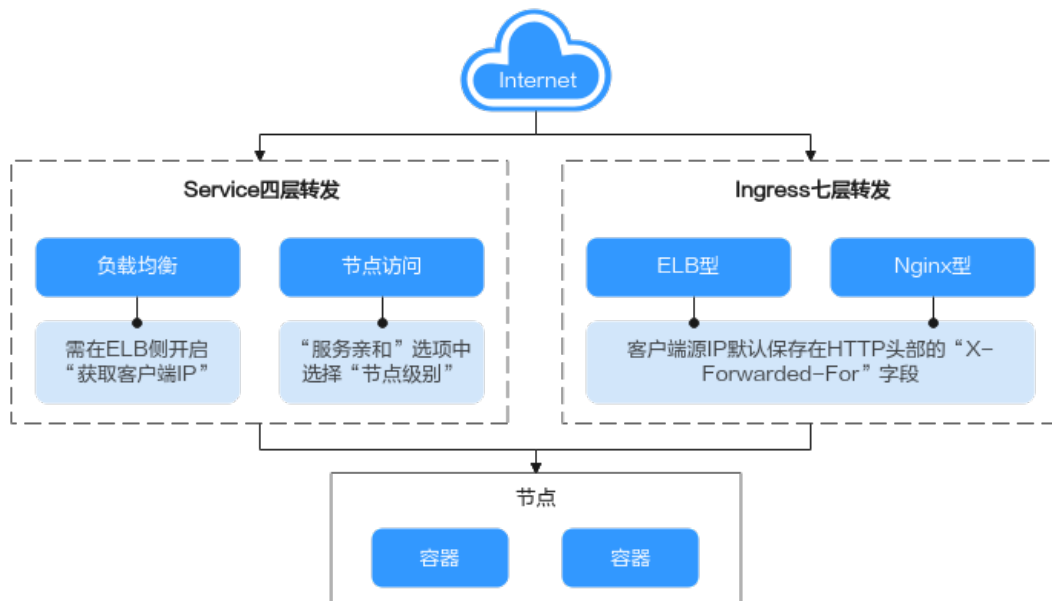 Internet
Service四层转发
Ingress七层转发
负载均衡
节点访问
ELB型
Nginx型
需在ELB侧开启
“获取客户端IP”
“服务亲和”选项中
选择“节点级别”
客户端源IP默认保存在HTTP头部的“X-
Forwarded-For”字段
节点
容器
容器